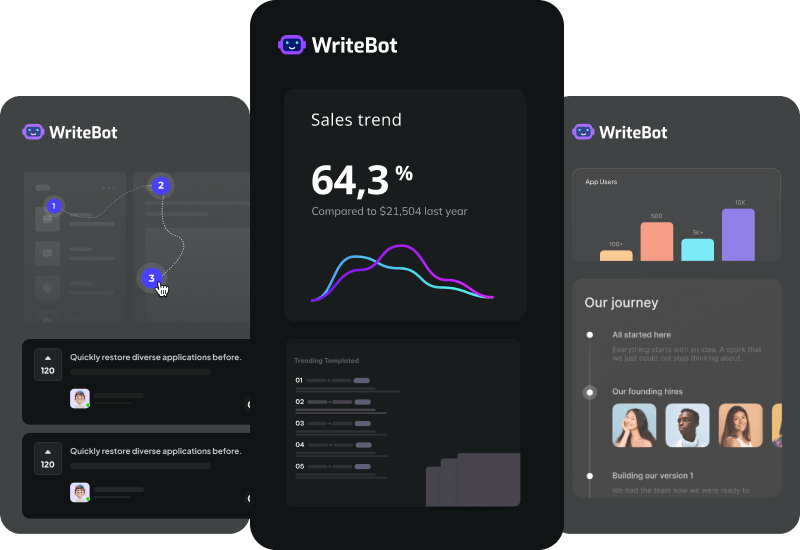 WriteBot
1
2
3
120
Quickly restore diverse applications before.
120
Quickly restore diverse applications before.
WriteBot
Sales trend
64,3 %
Compared to $21,504 last year
Trending Templated
01
02
03
04
05
WriteBot
App Users
100+
500
3K+
10K
Our journey
All started here
Everything starts with an idea. A spark that
we just could not stop thinking about.
Our founding hires
Building our version 1
We had the team now we were ready to